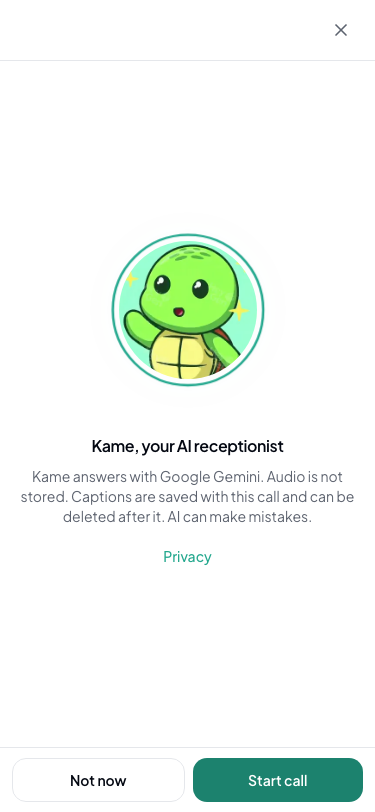 Kame, your AI receptionist
Kame answers with Google Gemini. Audio is not
stored. Captions are saved with this call and can be
deleted after it. AI can make mistakes.
Privacy
Not now
Start call